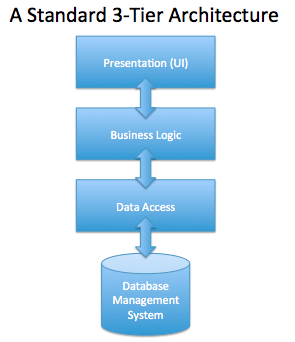 A Standard 3-Tier Architecture
Presentation (UI)
Business Logic
Data Access
Database
Management
System